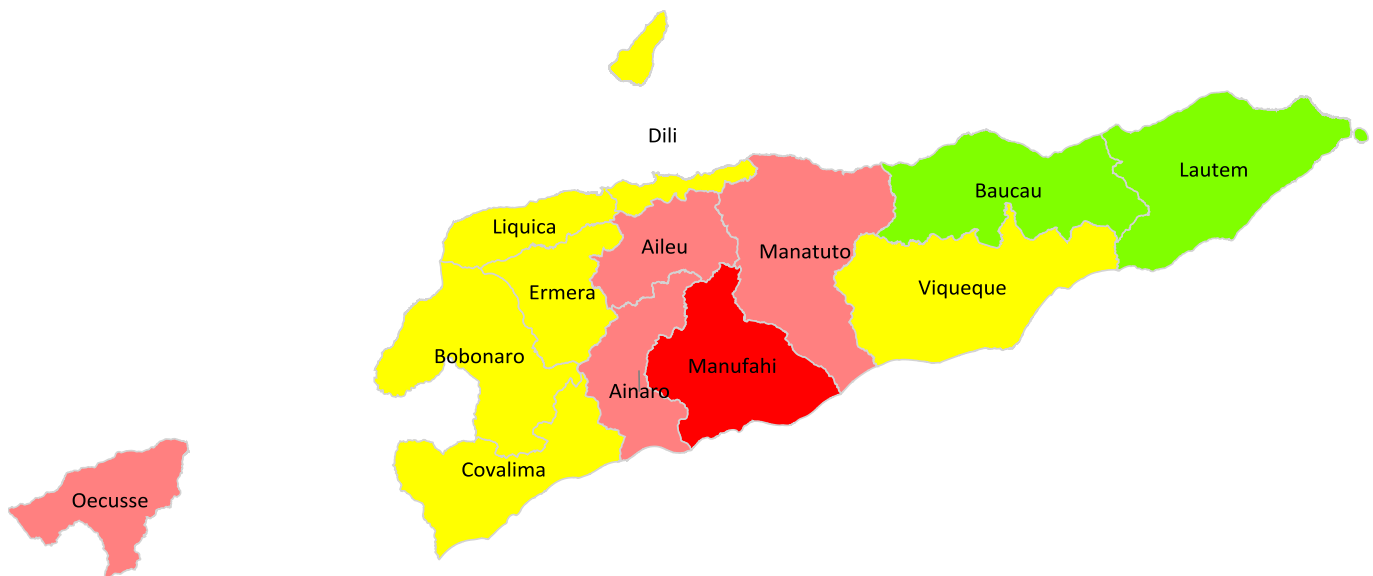 Dili
Lautem
Baucau
Liquica
Aileu
Manatuto
Viqueque
Ermera
Bobonaro
Manufahi
Ainaro
Covalima
Oecusse